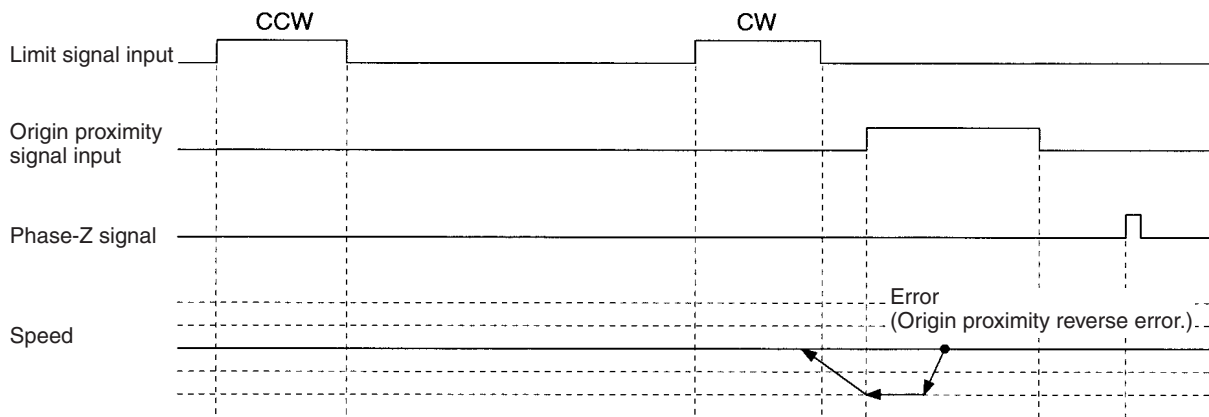 CCW
CW
Limit signal input
Origin proximity
signal input
Phase-Z signal
Error
(Origin proximity reverse error.)
Speed